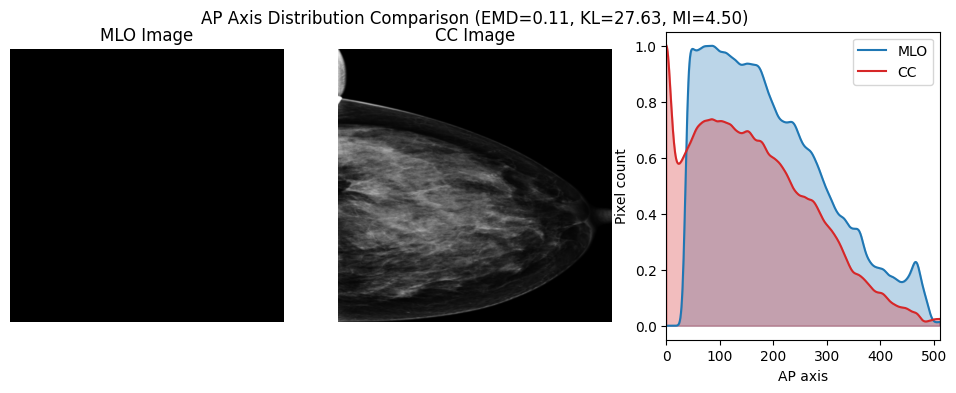 AP Axis Distribution Comparison (EMD=0.11, KL=27.63, MI=4.50)
MLO Image
CC Image
MLO
CC
Pixel count
1.0
0.8
0.6
0.4
0.2
0.0
0 100 200 300 400 500
AP axis